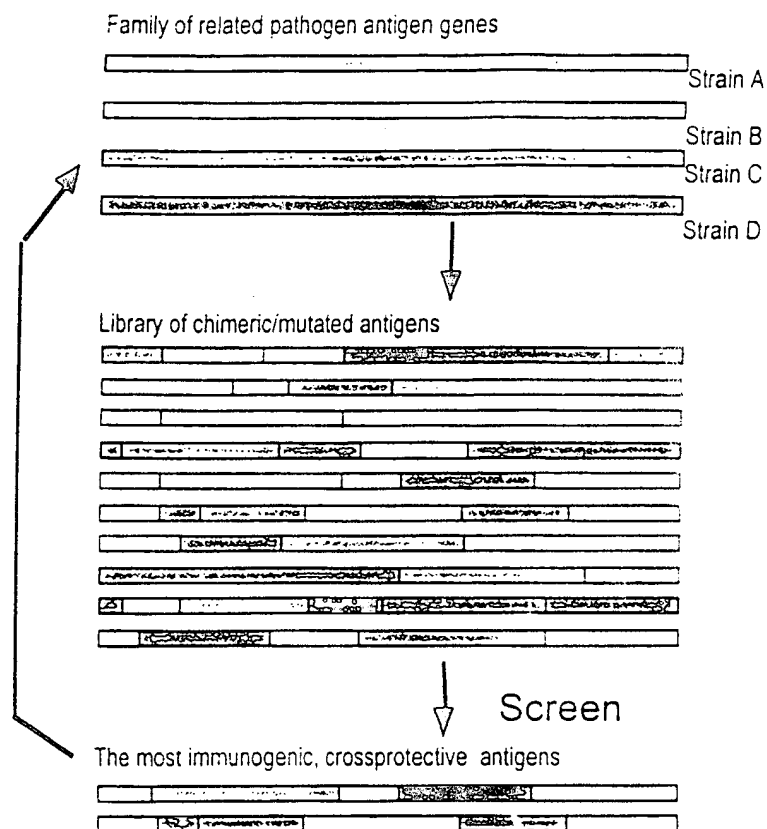 Family of related pathogen antigen genes
Strain A
Strain B
Strain C
Strain D
Library of chimeric/mutated antigens
Screen
The most immunogenic, crossprotective antigens